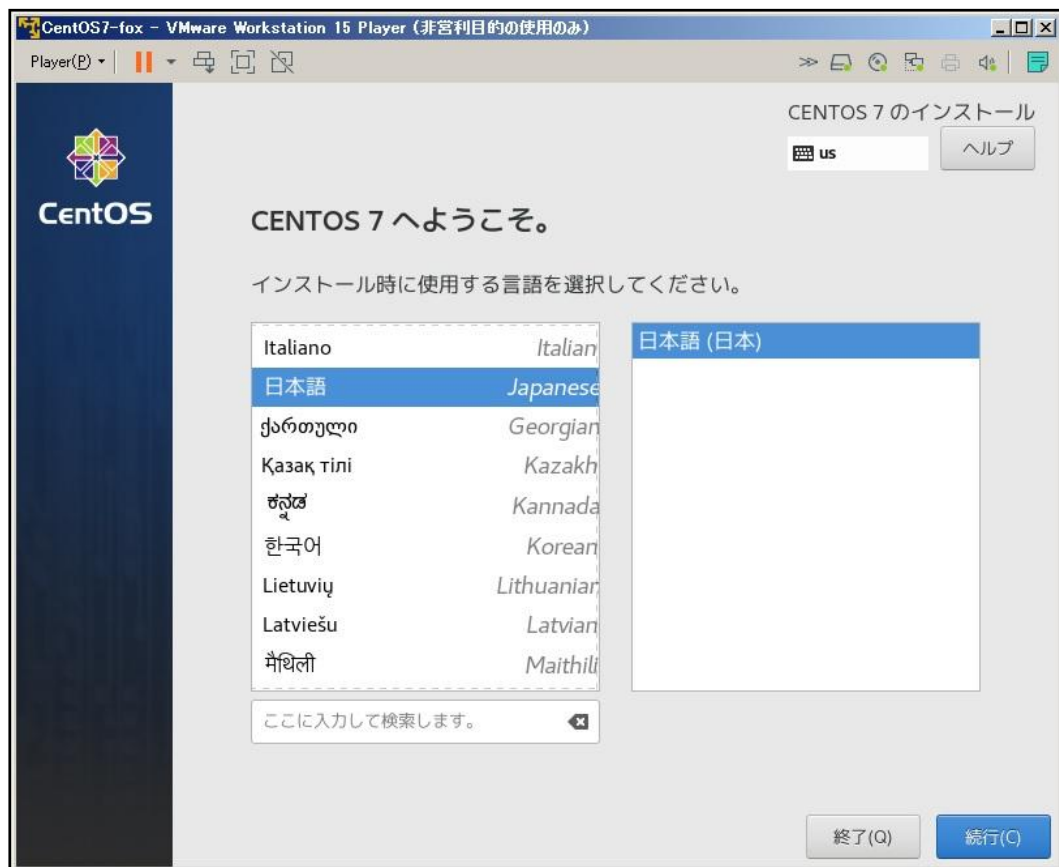 CentOS7-fox - VMware Workstation 15 Player (非営利目的の使用のみ)
Player(P)
CENTOS 7 のインストール
us
ヘルプ
CentOS
CENTOS 7 へようこそ。
インストール時に使用する言語を選択してください。
Italiano Italian
日本語 Japanese
ქართული Georgian
Қазақ тілі Kazakh
ಕನ್ನಡ Kannada
한국어 Korean
Lietuvių Lithuanian
Latviešu Latvian
मैथिली Maithili
日本語 (日本)
ここに入力して検索します。
終了(Q)
続行(C)